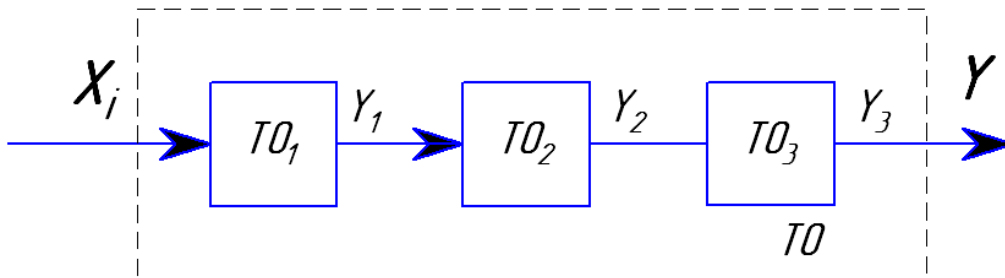 Xᵢ
TO₁
Y₁
TO₂
Y₂
TO₃
Y₃
Y
TO